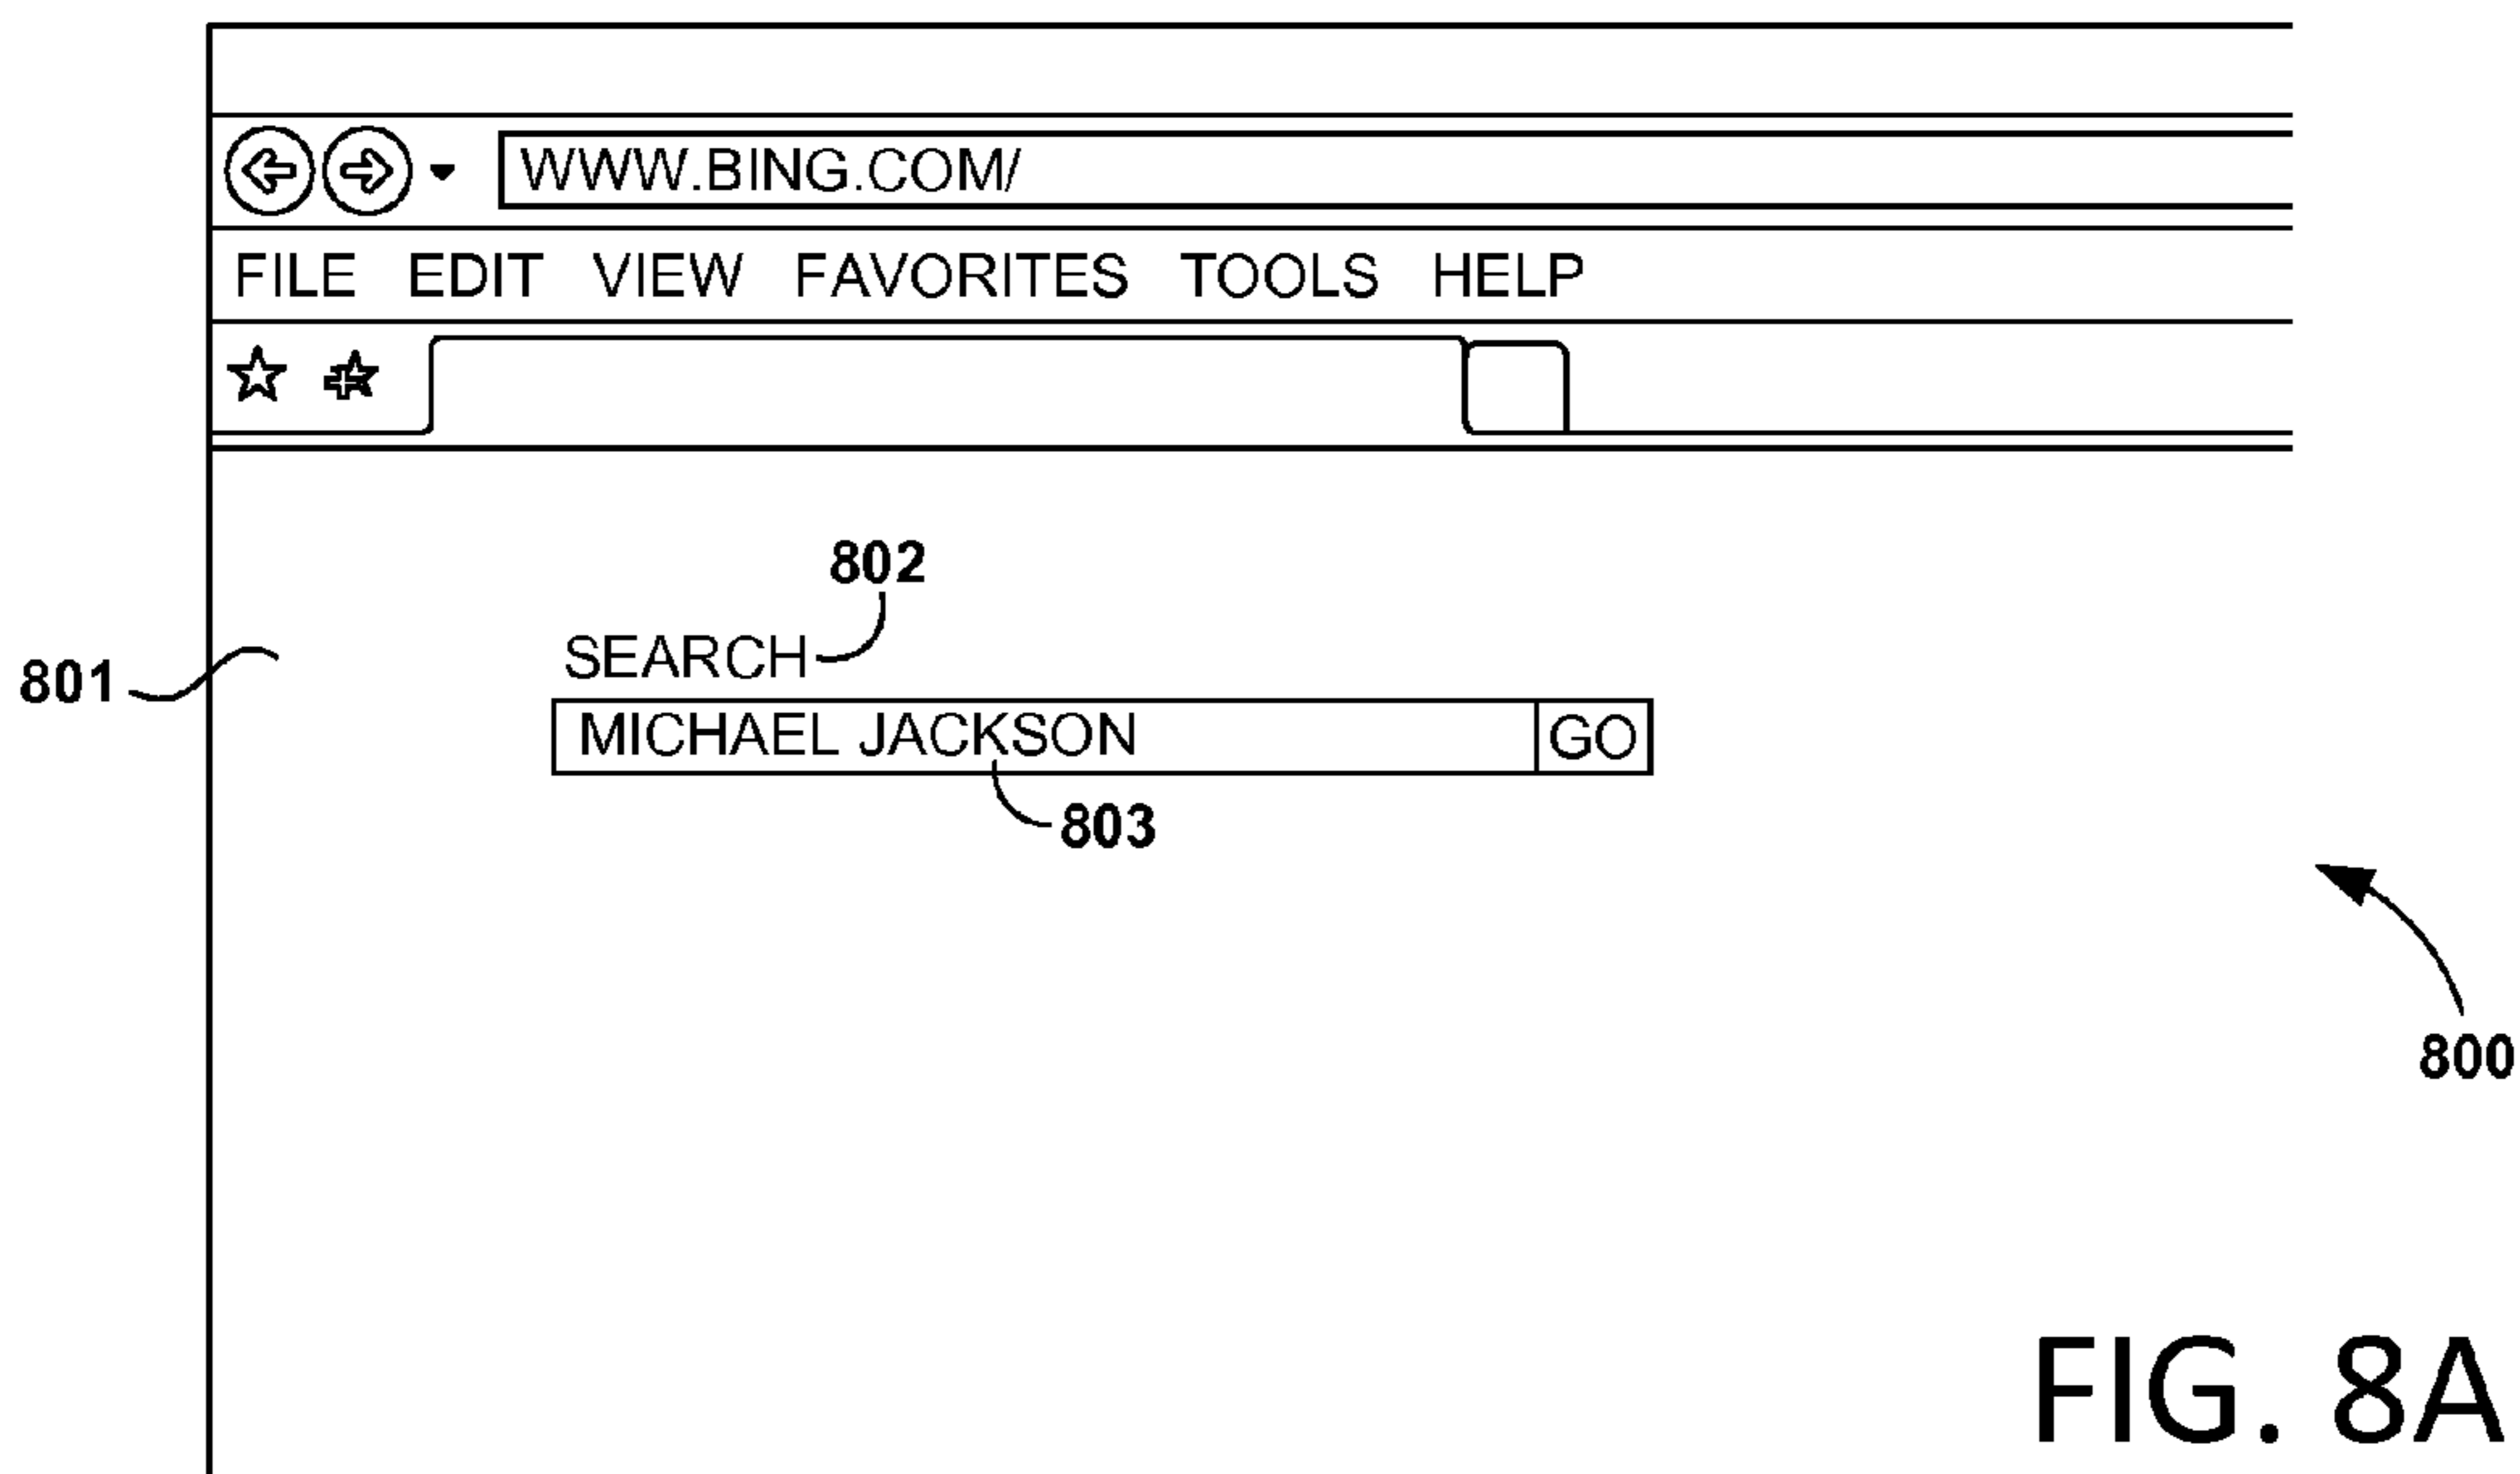 WWW.BING.COM/
FILE EDIT VIEW FAVORITES TOOLS HELP
802
SEARCH
801
MICHAEL JACKSON GO
803
800
FIG. 8A